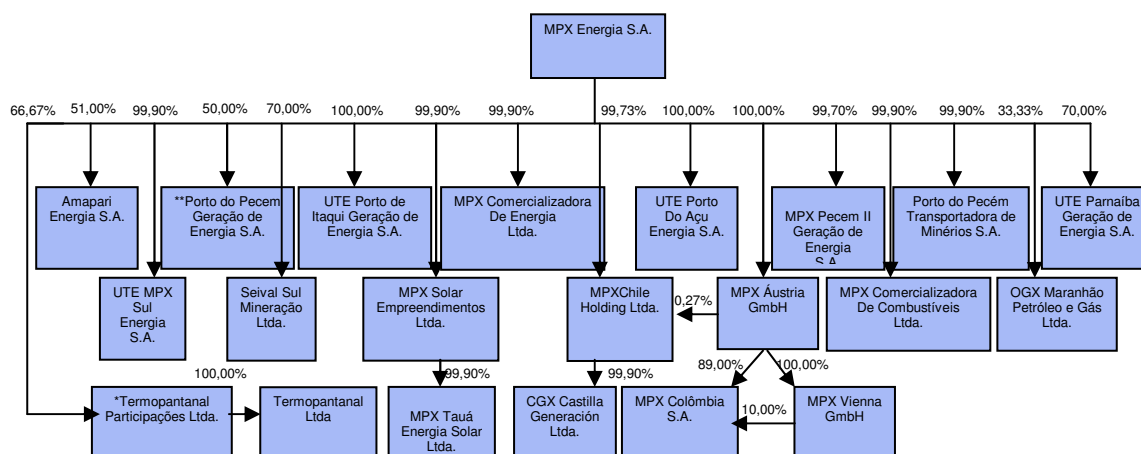 MPX Energia S.A.
66,67%
51,00%
99,90%
50,00%
70,00%
100,00%
99,90%
99,90%
99,73%
100,00%
100,00%
99,70%
99,90%
99,90%
33,33%
70,00%
Amapari
Energia S.A.
**Porto do Pecem
Geração de
Energia S.A.
UTE Porto de
Itaqui Geração de
Energia S.A.
MPX Comercializadora
De Energia
Ltda.
UTE Porto
Do Açu
Energia S.A.
MPX Pecem II
Geração de
Energia
S.A.
Porto do Pecém
Transportadora de
Minérios S.A.
UTE Parnaíba
Geração de
Energia S.A.
UTE MPX
Sul
Energia
S.A.
Seival Sul
Mineração
Ltda.
MPX Solar
Empreendimentos
Ltda.
MPXChile
Holding Ltda.
0,27%
MPX Áustria
GmbH
MPX Comercializadora
De Combustíveis
Ltda.
OGX Maranhão
Petróleo e Gás
Ltda.
100,00%
99,90%
99,90%
89,00%
100,00%
*Termopantanal
Participações Ltda.
Termopantanal
Ltda
MPX Tauá
Energia Solar
Ltda.
CGX Castilla
Generación
Ltda.
MPX Colômbia
S.A.
10,00%
MPX Vienna
GmbH